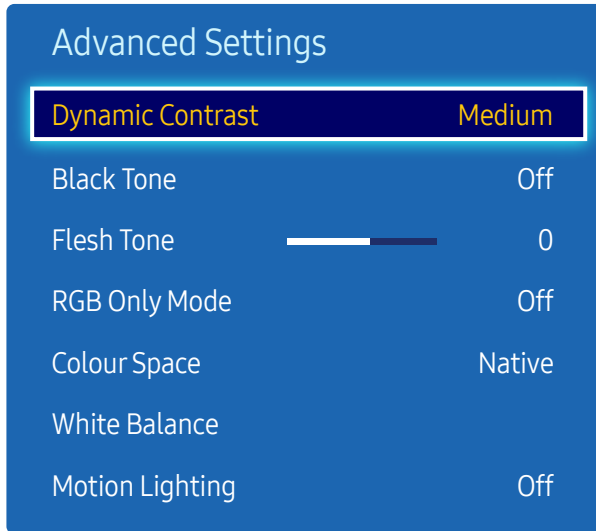 Advanced Settings
Dynamic Contrast Medium
Black Tone Off
Flesh Tone 0
RGB Only Mode Off
Colour Space Native
White Balance
Motion Lighting Off